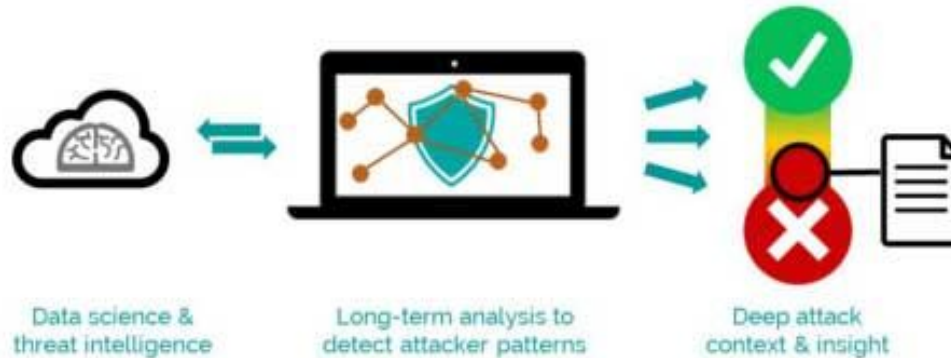 Data science &
threat intelligence
Long-term analysis to
detect attacker patterns
Deep attack
context & insight